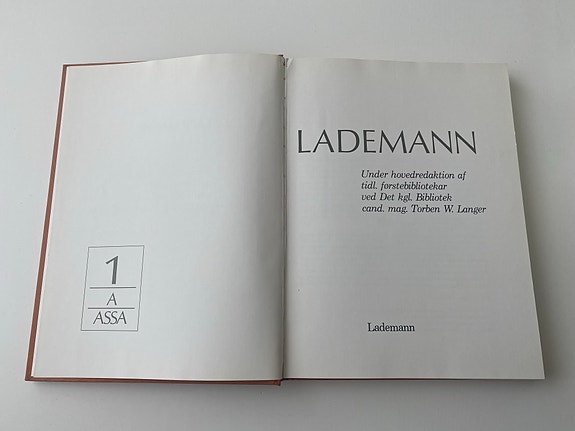 1
A
ASSA
LADEMANN
Under hovedredaktion af
tidl. førstebibliotekar
ved Det kgl. Bibliotek
cand. mag. Torben W. Langer
Lademann